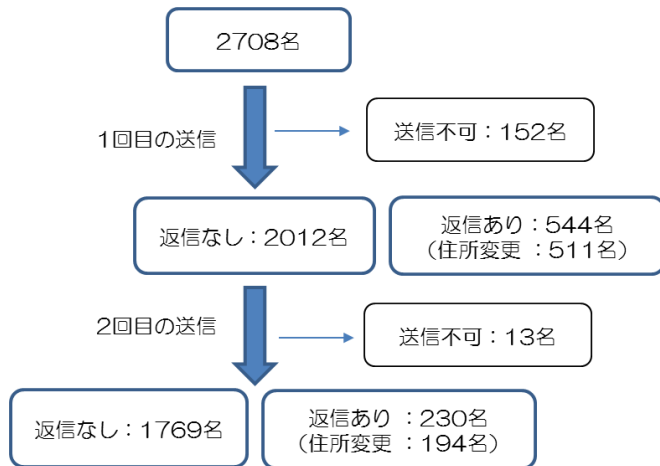 2708名
1回目の送信
送信不可：152名
返信なし：2012名
返信あり：544名
（住所変更 ：511名）
2回目の送信
送信不可：13名
返信なし：1769名
返信あり ：230名
（住所変更 ：194名）